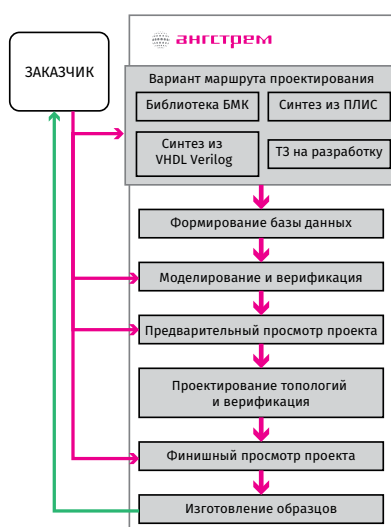 ангстрем
ЗАКАЗЧИК
Вариант маршрута проектирования
Библиотека БМК
Синтез из ПЛИС
Синтез из
VHDL Verilog
ТЗ на разработку
Формирование базы данных
Моделирование и верификация
Предварительный просмотр проекта
Проектирование топологий
и верификация
Финишный просмотр проекта
Изготовление образцов